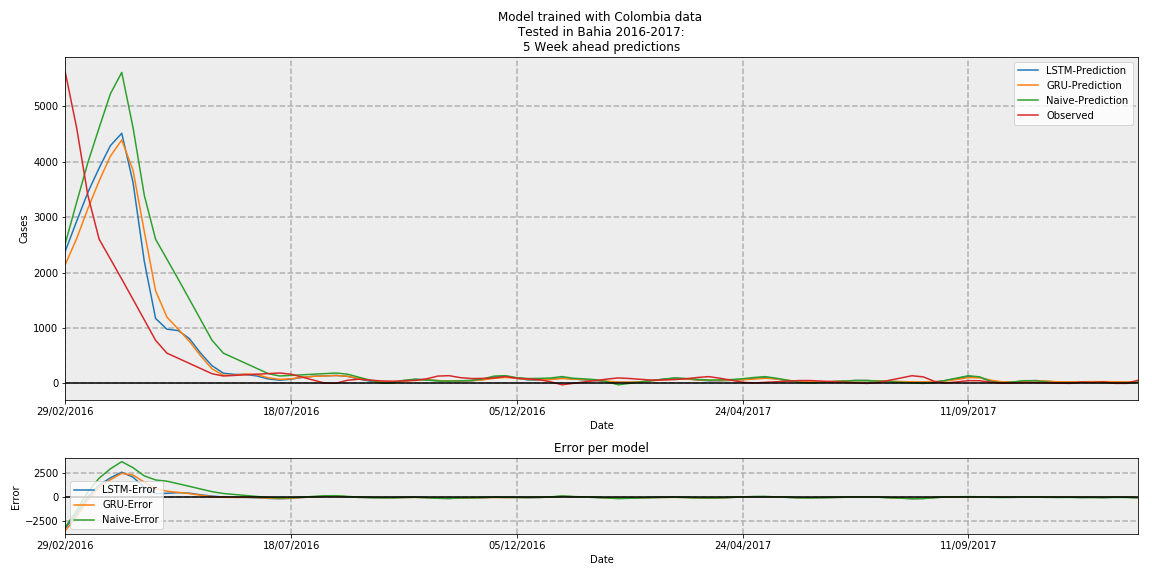 Model trained with Colombia data
Tested in Bahia 2016-2017:
5 Week ahead predictions
LSTM-Prediction
GRU-Prediction
Naive-Prediction
Observed
Cases
5000
4000
3000
2000
1000
0
29/02/2016 18/07/2016 05/12/2016 24/04/2017 11/09/2017
Date
Error per model
Error
2500
0
−2500
LSTM-Error
GRU-Error
Naive-Error
29/02/2016 18/07/2016 05/12/2016 24/04/2017 11/09/2017
Date